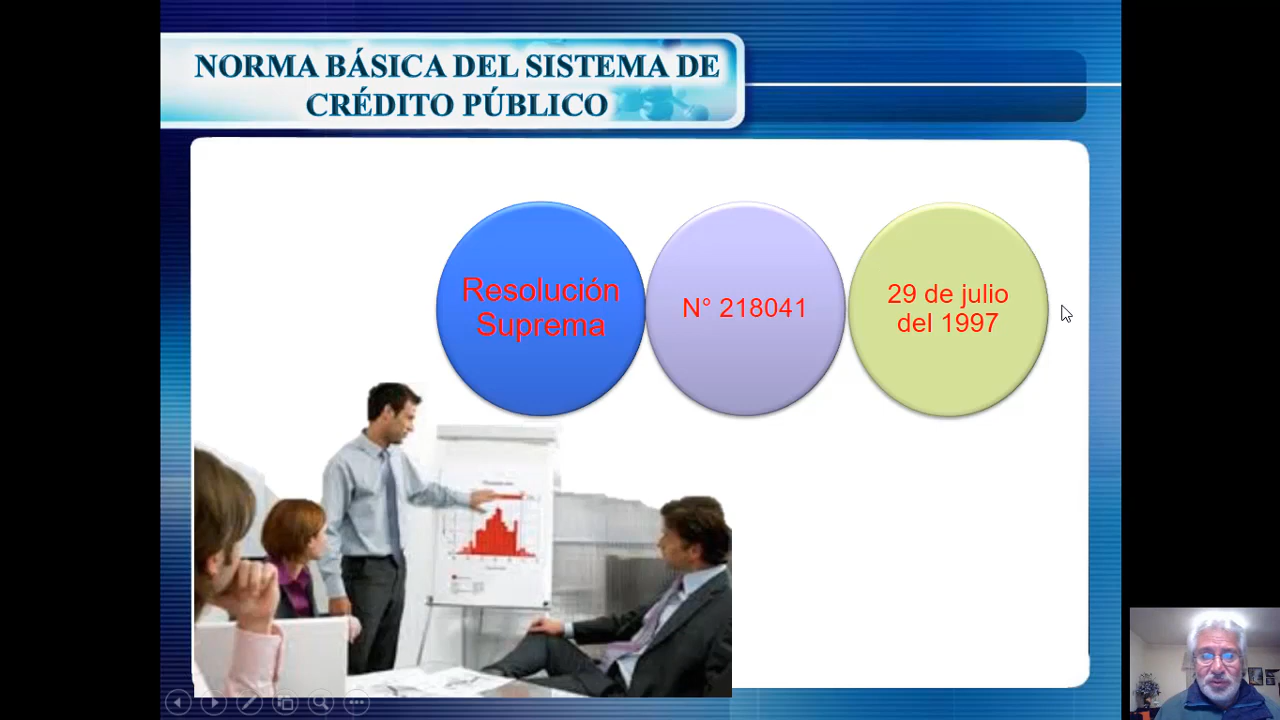 NORMA BÁSICA DEL SISTEMA DE
CRÉDITO PÚBLICO
Resolución
Suprema
N° 218041
29 de julio
del 1997